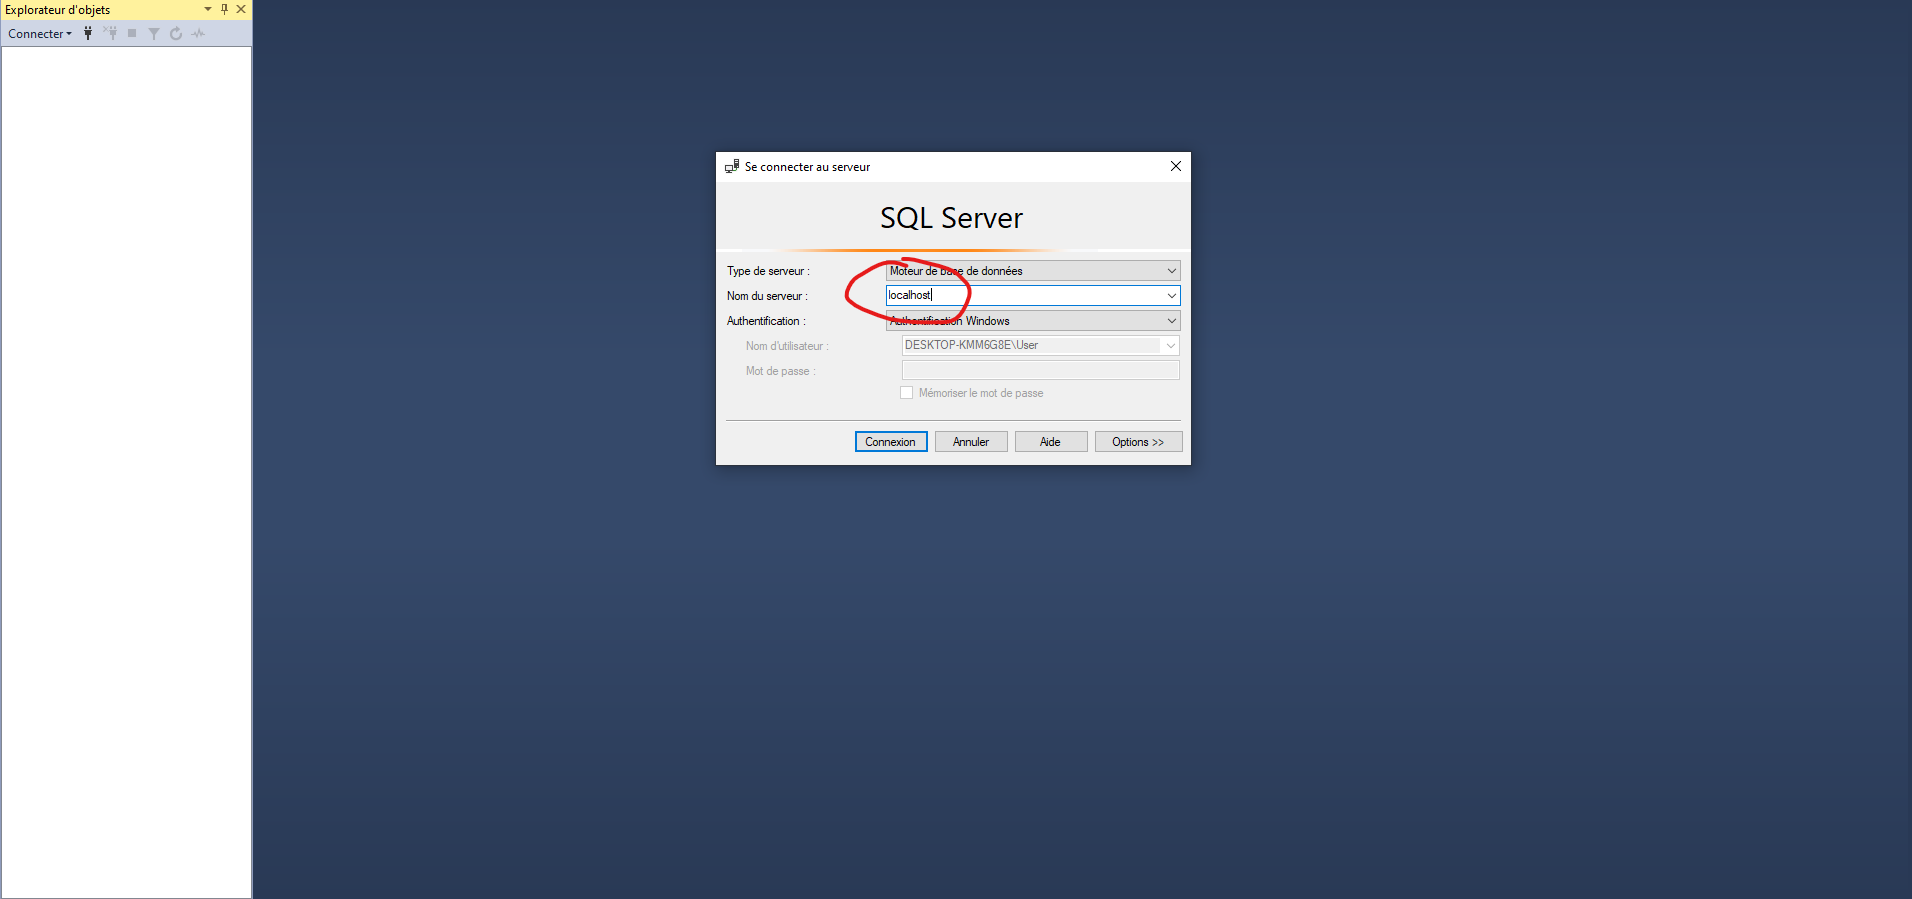 Explorateur d'objets
Connecter
Se connecter au serveur
SQL Server
Type de serveur :
Moteur de base de données
Nom du serveur :
localhost
Authentification :
Authentification Windows
Nom d'utilisateur :
DESKTOP-KMM6G8E\User
Mot de passe :
Mémoriser le mot de passe
Connexion
Annuler
Aide
Options >>